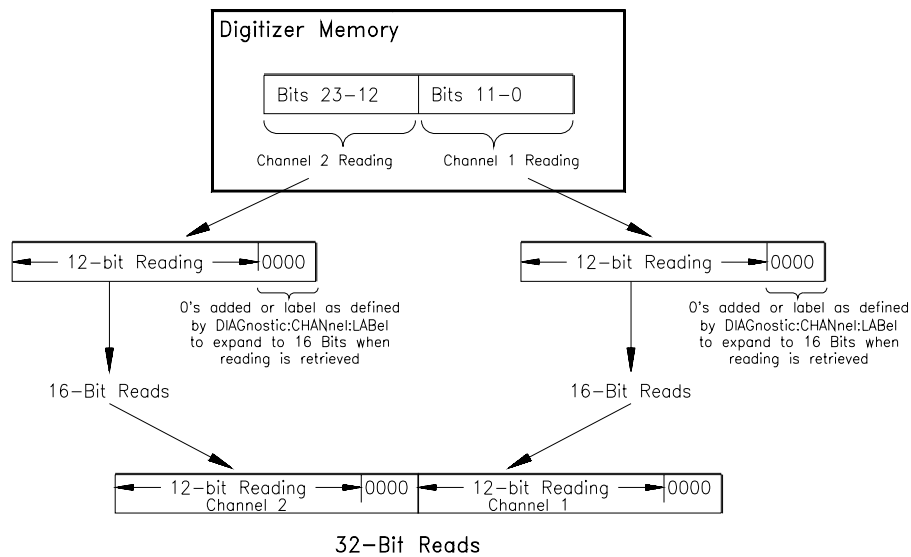 Digitizer Memory
Bits 23-12
Bits 11-0
Channel 2 Reading
Channel 1 Reading
12-bit Reading
0000
12-bit Reading
0000
0's added or label as defined
by DIAGnostic:CHANnel:LABel
to expand to 16 Bits when
reading is retrieved
0's added or label as defined
by DIAGnostic:CHANnel:LABel
to expand to 16 Bits when
reading is retrieved
16-Bit Reads
16-Bit Reads
12-bit Reading
Channel 2
0000
12-bit Reading
Channel 1
0000
32-Bit Reads